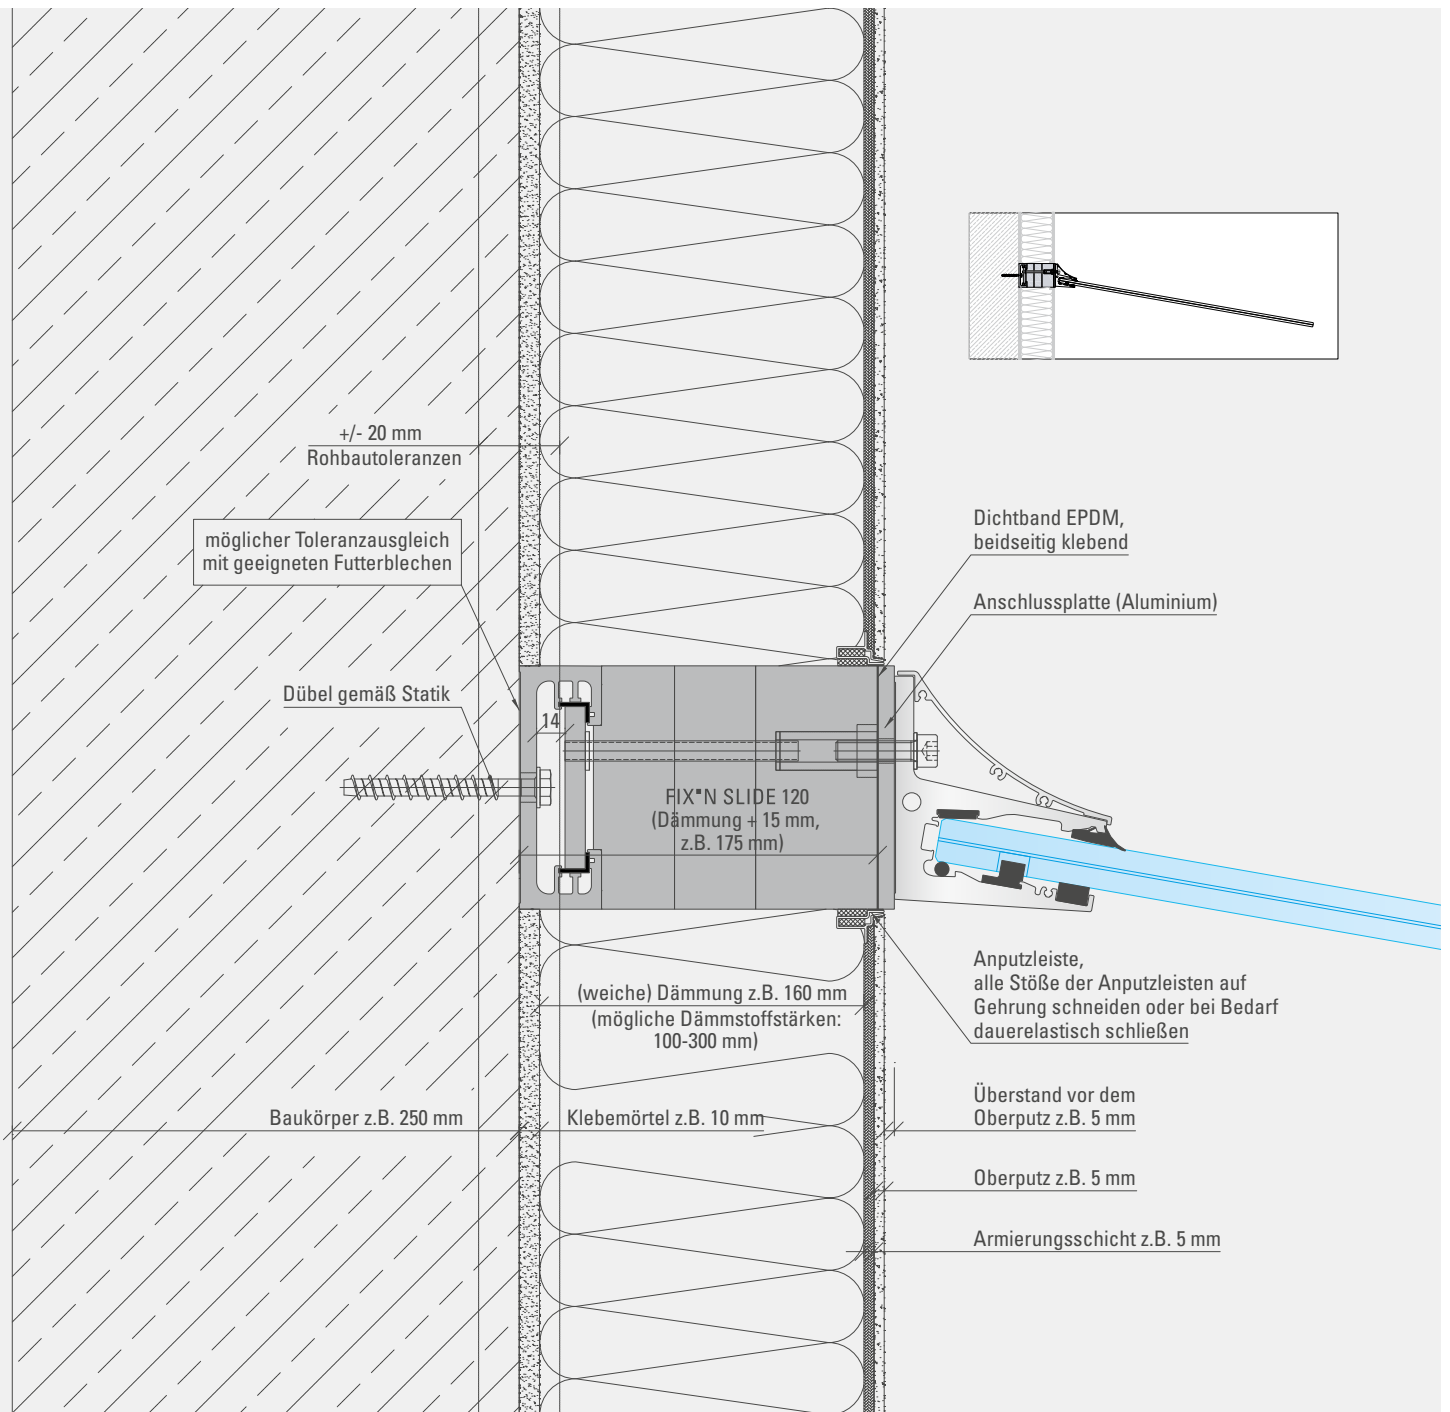 +/- 20 mm
Rohbautoleranzen
möglicher Toleranzausgleich
mit geeigneten Futterblechen
Dichtband EPDM,
beidseitig klebend
Anschlussplatte (Aluminium)
Dübel gemäß Statik
14
FIX■N SLIDE 120
(Dämmung + 15 mm,
z.B. 175 mm)
(weiche) Dämmung z.B. 160 mm
(mögliche Dämmstoffstärken:
100-300 mm)
Anputzleiste,
alle Stöße der Anputzleisten auf
Gehrung schneiden oder bei Bedarf
dauerelastisch schließen
Baukörper z.B. 250 mm
Klebemörtel z.B. 10 mm
Überstand vor dem
Oberputz z.B. 5 mm
Oberputz z.B. 5 mm
Armierungsschicht z.B. 5 mm